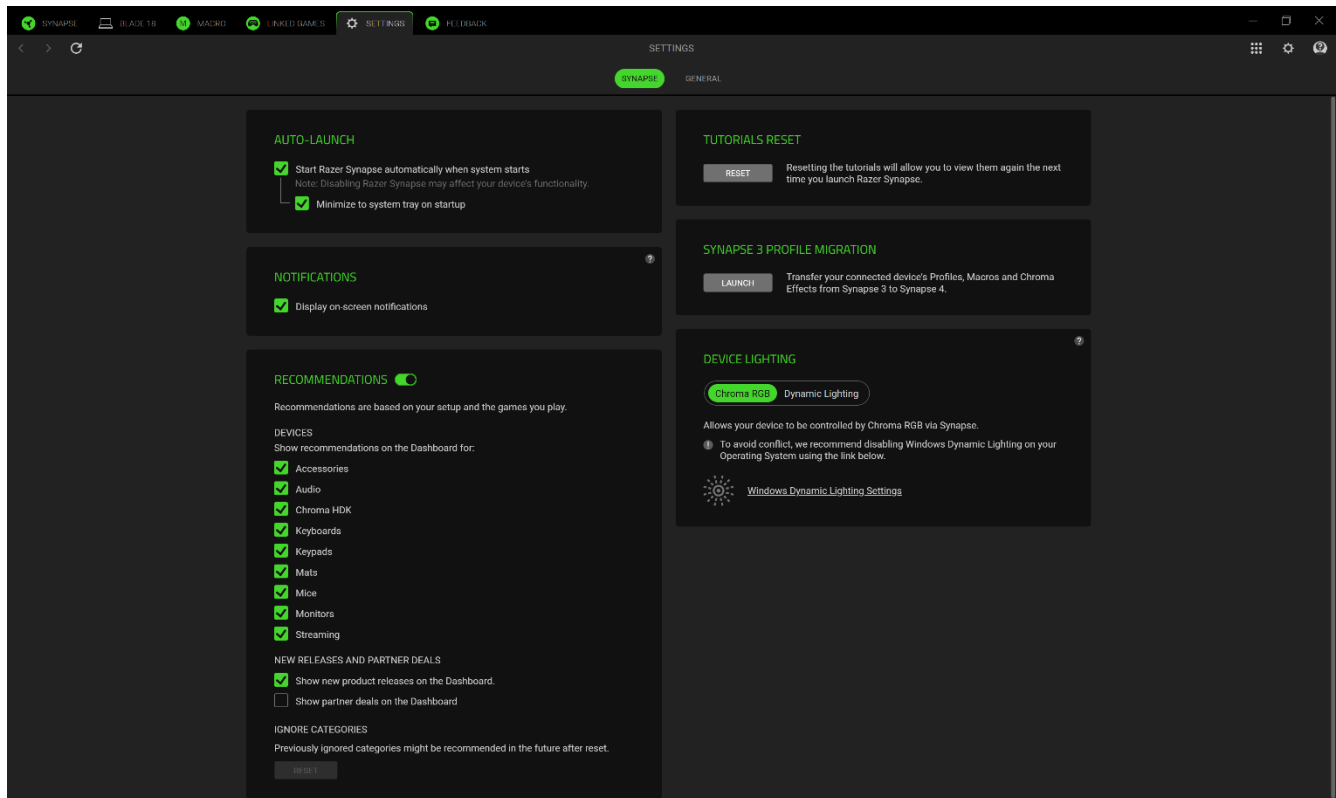 SYNAPSE
BLADE 18
M MACRO
LINKED GAMES
SETTINGS
FEEDBACK
SETTINGS
SYNAPSE
GENERAL
AUTO-LAUNCH
Start Razer Synapse automatically when system starts
Note: Disabling Razer Synapse may affect your device's functionality.
Minimize to system tray on startup
NOTIFICATIONS
?
Display on-screen notifications
RECOMMENDATIONS
Recommendations are based on your setup and the games you play.
DEVICES
Show recommendations on the Dashboard for:
Accessories
Audio
Chroma HDK
Keyboards
Keypads
Mats
Mice
Monitors
Streaming
NEW RELEASES AND PARTNER DEALS
Show new product releases on the Dashboard.
Show partner deals on the Dashboard
IGNORE CATEGORIES
Previously ignored categories might be recommended in the future after reset.
RESET
TUTORIALS RESET
RESET
Resetting the tutorials will allow you to view them again the next
time you launch Razer Synapse.
SYNAPSE 3 PROFILE MIGRATION
LAUNCH
Transfer your connected device's Profiles, Macros and Chroma
Effects from Synapse 3 to Synapse 4.
?
DEVICE LIGHTING
Chroma RGB
Dynamic Lighting
Allows your device to be controlled by Chroma RGB via Synapse.
To avoid conflict, we recommend disabling Windows Dynamic Lighting on your
Operating System using the link below.
Windows Dynamic Lighting Settings